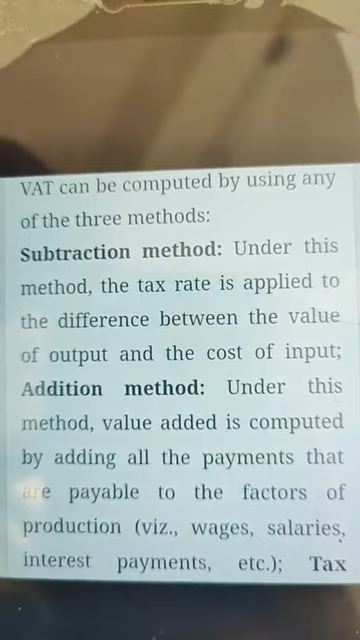 VAT can be computed by using any
of the three methods:
Subtraction method: Under this
method, the tax rate is applied to
the difference between the value
of output and the cost of input;
Addition method: Under this
method, value added is computed
by adding all the payments that
are payable to the factors of
production (viz., wages, salaries,
interest payments, etc.); Tax